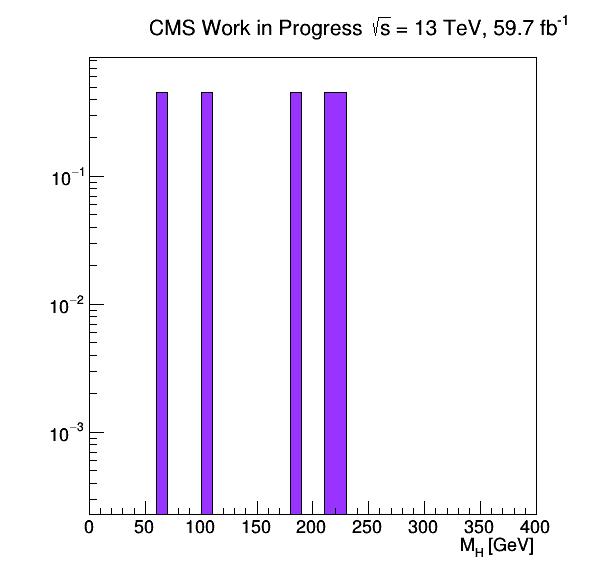 CMS Work in Progress √s = 13 TeV, 59.7 fb⁻¹
10⁻¹
10⁻²
10⁻³
0 50 100 150 200 250 300 350 400
M_H [GeV]